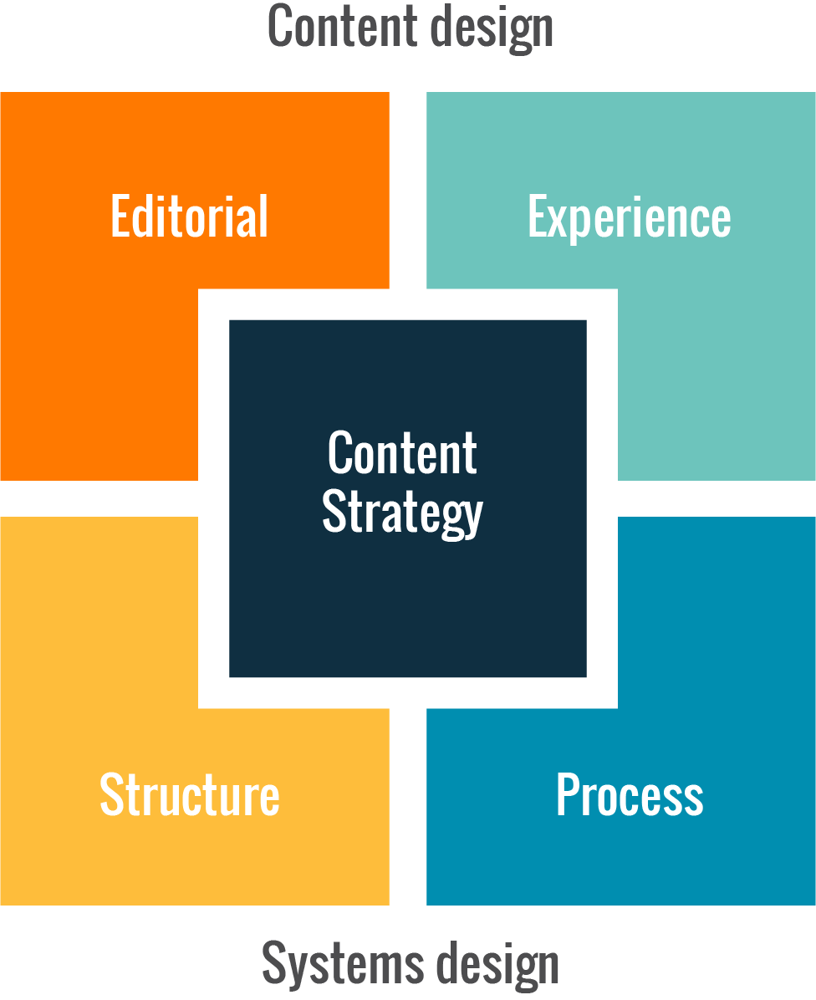 Content design
Editorial
Experience
Content
Strategy
Structure
Process
Systems design